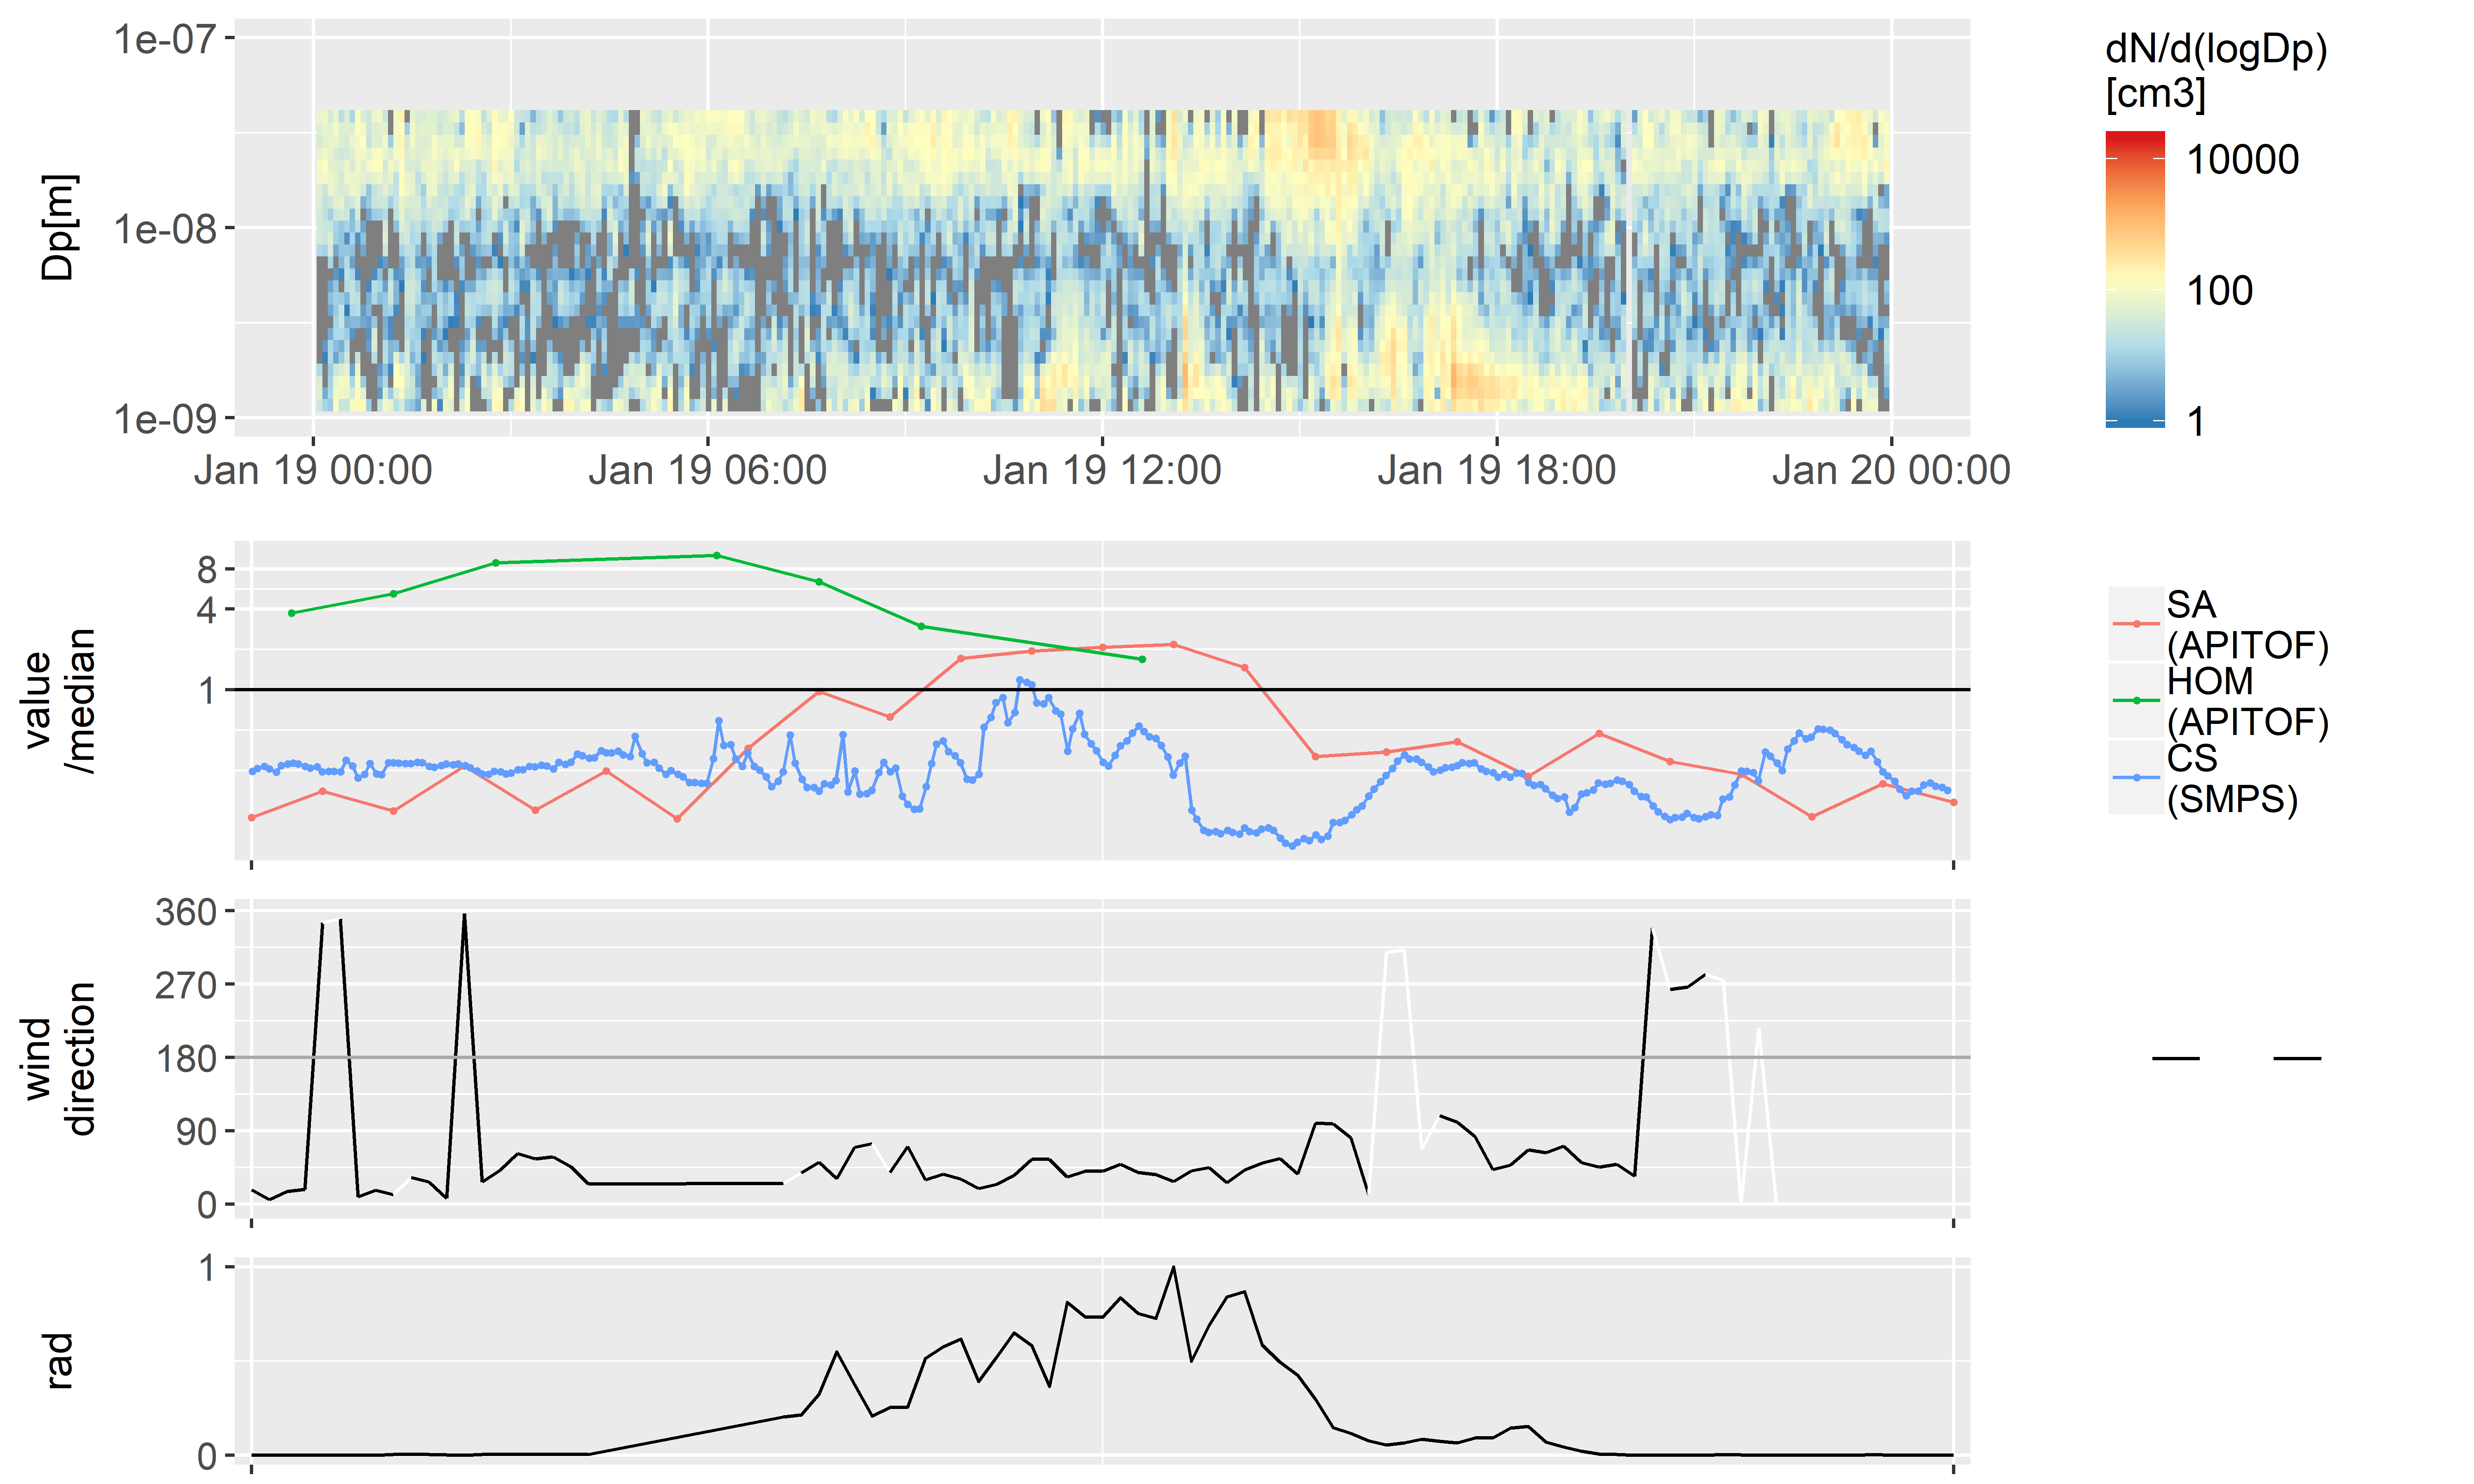 1e-07
1e-08
1e-09
Dp[m]
Jan 19 00:00
Jan 19 06:00
Jan 19 12:00
Jan 19 18:00
Jan 20 00:00
dN/d(logDp)
[cm3]
10000
100
1
8
4
1
value
/median
SA
(APITOF)
HOM
(APITOF)
CS
(SMPS)
360
270
180
90
0
wind
direction
1
0
rad